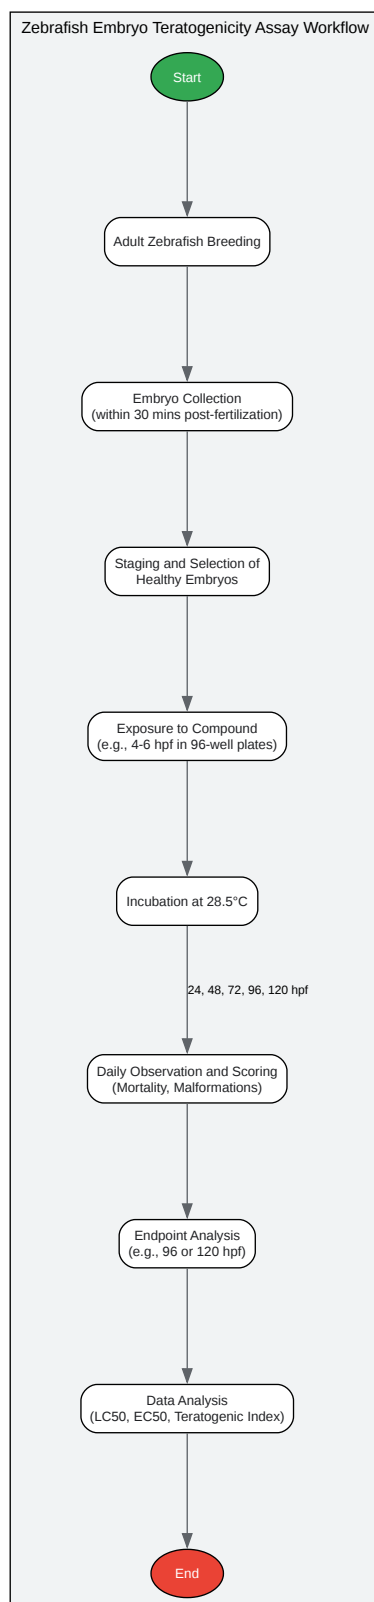 Zebrafish Embryo Teratogenicity Assay Workflow
Start
Adult Zebrafish Breeding
Embryo Collection
(within 30 mins post-fertilization)
Staging and Selection of
Healthy Embryos
Exposure to Compound
(e.g., 4-6 hpf in 96-well plates)
Incubation at 28.5°C
24, 48, 72, 96, 120 hpf
Daily Observation and Scoring
(Mortality, Malformations)
Endpoint Analysis
(e.g., 96 or 120 hpf)
Data Analysis
(LC50, EC50, Teratogenic Index)
End